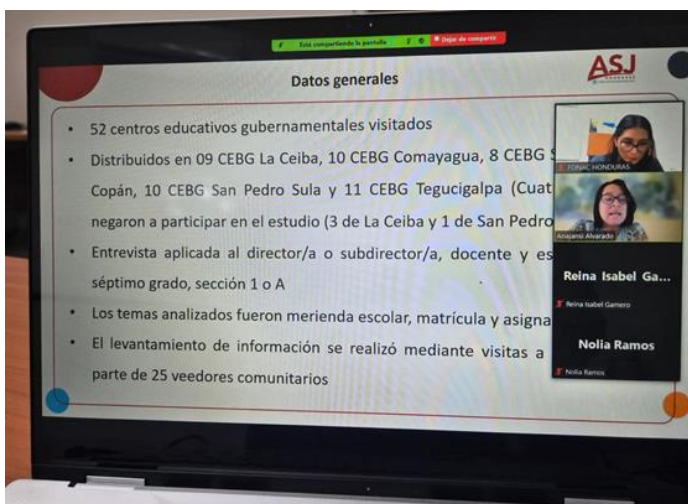 Está compartiendo la pantalla
Dejar de compartir
Datos generales
ASJ
HONDURAS
• 52 centros educativos gubernamentales visitados
• Distribuidos en 09 CEBG La Ceiba, 10 CEBG Comayagua, 8 CEBG
Copán, 10 CEBG San Pedro Sula y 11 CEBG Tegucigalpa (Cuat
negaron a participar en el estudio (3 de La Ceiba y 1 de San Pedro
• Entrevista aplicada al director/a o subdirector/a, docente y es
séptimo grado, sección 1 o A
• Los temas analizados fueron merienda escolar, matrícula y asigna
• El levantamiento de información se realizó mediante visitas a
parte de 25 veedores comunitarios
FONAC HONDURAS
Anajansi Alvarado
Reina Isabel Ga...
Reina Isabel Gamero
Nolia Ramos
Nolia Ramos